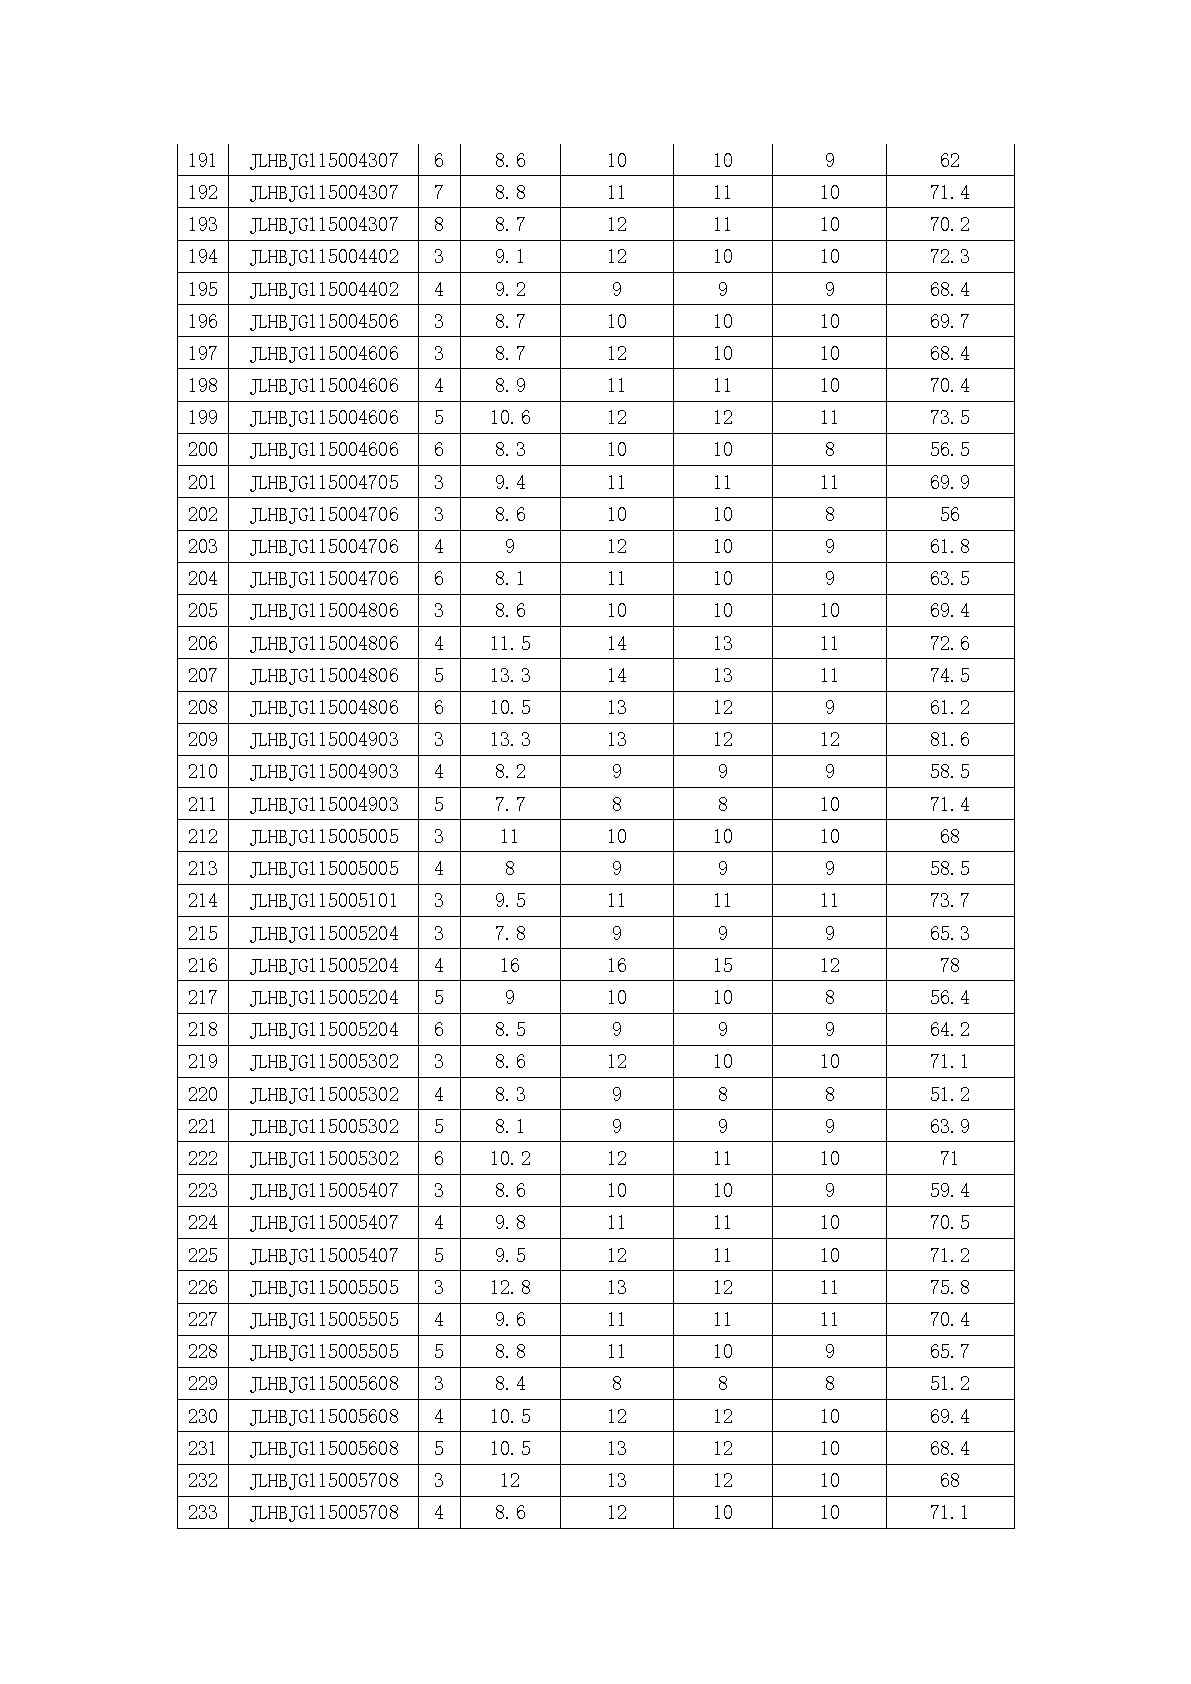 191 JLHBJG115004307 6 8.6 10 10 9 62
192 JLHBJG115004307 7 8.8 11 11 10 71.4
193 JLHBJG115004307 8 8.7 12 11 10 70.2
194 JLHBJG115004402 3 9.1 12 10 10 72.3
195 JLHBJG115004402 4 9.2 9 9 9 68.4
196 JLHBJG115004506 3 8.7 10 10 10 69.7
197 JLHBJG115004606 3 8.7 12 10 10 68.4
198 JLHBJG115004606 4 8.9 11 11 10 70.4
199 JLHBJG115004606 5 10.6 12 12 11 73.5
200 JLHBJG115004606 6 8.3 10 10 8 56.5
201 JLHBJG115004705 3 9.4 11 11 11 69.9
202 JLHBJG115004706 3 8.6 10 10 8 56
203 JLHBJG115004706 4 9 12 10 9 61.8
204 JLHBJG115004706 6 8.1 11 10 9 63.5
205 JLHBJG115004806 3 8.6 10 10 10 69.4
206 JLHBJG115004806 4 11.5 14 13 11 72.6
207 JLHBJG115004806 5 13.3 14 13 11 74.5
208 JLHBJG115004806 6 10.5 13 12 9 61.2
209 JLHBJG115004903 3 13.3 13 12 12 81.6
210 JLHBJG115004903 4 8.2 9 9 9 58.5
211 JLHBJG115004903 5 7.7 8 8 10 71.4
212 JLHBJG115005005 3 11 10 10 10 68
213 JLHBJG115005005 4 8 9 9 9 58.5
214 JLHBJG115005101 3 9.5 11 11 11 73.7
215 JLHBJG115005204 3 7.8 9 9 9 65.3
216 JLHBJG115005204 4 16 16 15 12 78
217 JLHBJG115005204 5 9 10 10 8 56.4
218 JLHBJG115005204 6 8.5 9 9 9 64.2
219 JLHBJG115005302 3 8.6 12 10 10 71.1
220 JLHBJG115005302 4 8.3 9 8 8 51.2
221 JLHBJG115005302 5 8.1 9 9 9 63.9
222 JLHBJG115005302 6 10.2 12 11 10 71
223 JLHBJG115005407 3 8.6 10 10 9 59.4
224 JLHBJG115005407 4 9.8 11 11 10 70.5
225 JLHBJG115005407 5 9.5 12 11 10 71.2
226 JLHBJG115005505 3 12.8 13 12 11 75.8
227 JLHBJG115005505 4 9.6 11 11 11 70.4
228 JLHBJG115005505 5 8.8 11 10 9 65.7
229 JLHBJG115005608 3 8.4 8 8 8 51.2
230 JLHBJG115005608 4 10.5 12 12 10 69.4
231 JLHBJG115005608 5 10.5 13 12 10 68.4
232 JLHBJG115005708 3 12 13 12 10 68
233 JLHBJG115005708 4 8.6 12 10 10 71.1